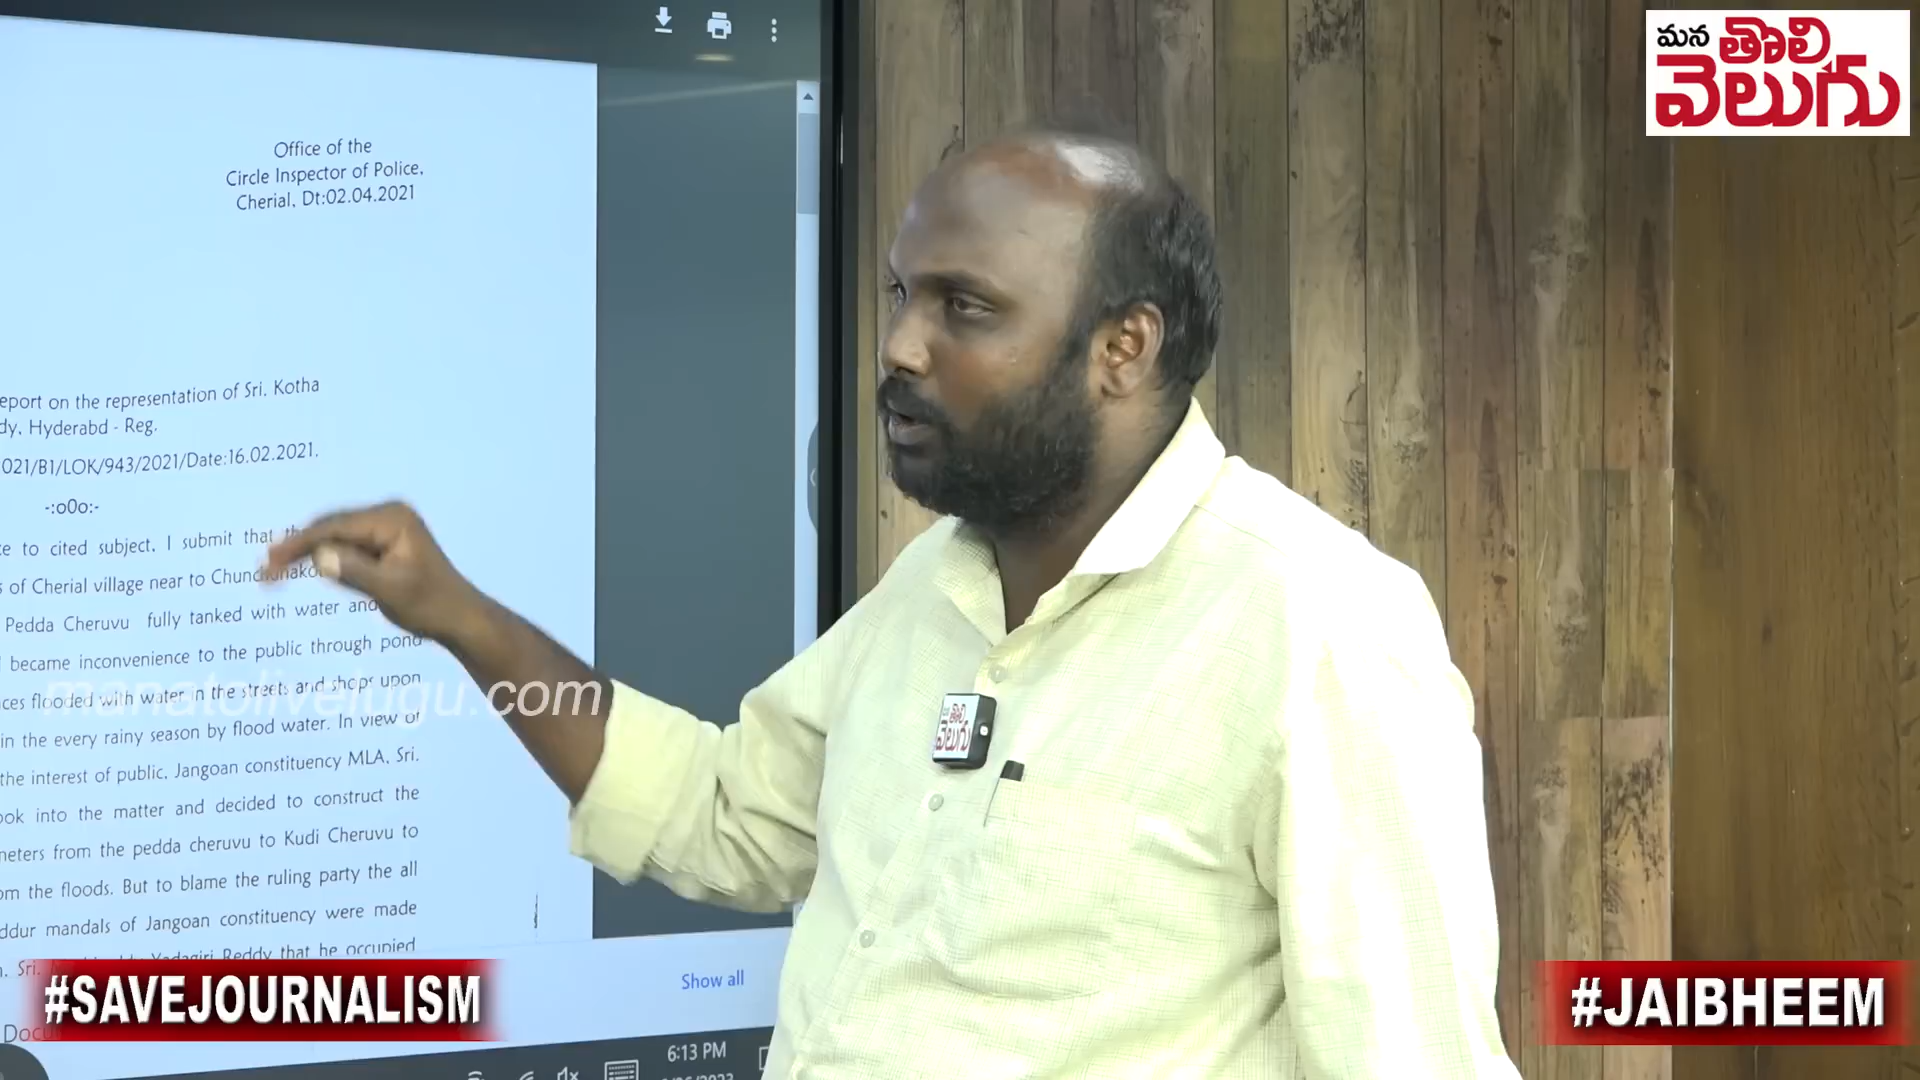 మన తొలి
వెలుగు
Office of the
Circle Inspector of Police,
Cherial, Dt:02.04.2021
eport on the representation of Sri. Kotha
dy, Hyderabd - Reg.
021/B1/LOK/943/2021/Date:16.02.2021.
-:o0o:-
to cited subject, I submit that
of Cherial village near to
Pedda Cheruvu fully tanked with water and
became inconvenience to the public through pond
ces flooded with water in the streets and shops upon
in the every rainy season by flood water. In view of
the interest of public, Jangoan constituency MLA, Sri.
ook into the matter and decided to construct the
meters from the pedda cheruvu to Kudi Cheruvu to
om the floods. But to blame the ruling party the all
ddur mandals of Jangoan constituency were made
Sri. Yadagiri Reddy that he occupied
manatolivelugu.com
తొలి
వెలుగు
Show all
#SAVEJOURNALISM
#JAIBHEEM
6:13 PM